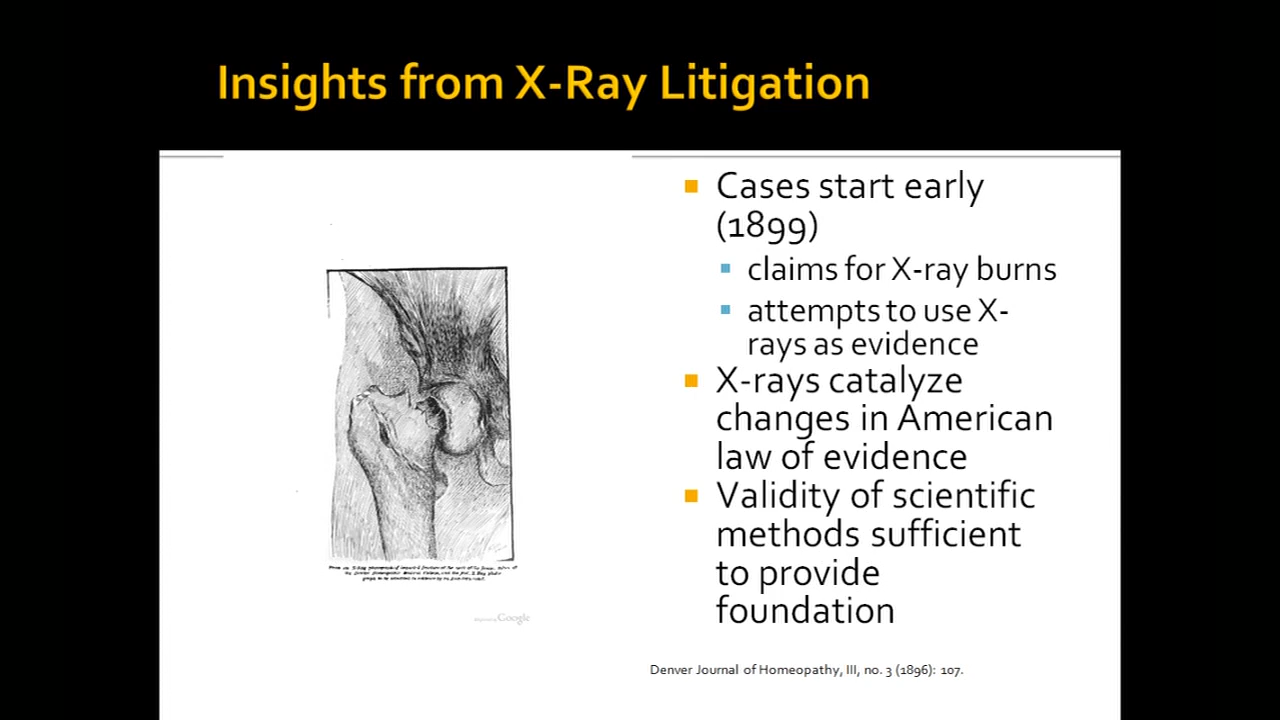 Insights from X-Ray Litigation
Cases start early
(1899)
claims for X-ray burns
attempts to use X-
rays as evidence
X-rays catalyze
changes in American
law of evidence
Validity of scientific
methods sufficient
to provide
foundation
Google
Denver Journal of Homeopathy, III, no. 3 (1896): 107.